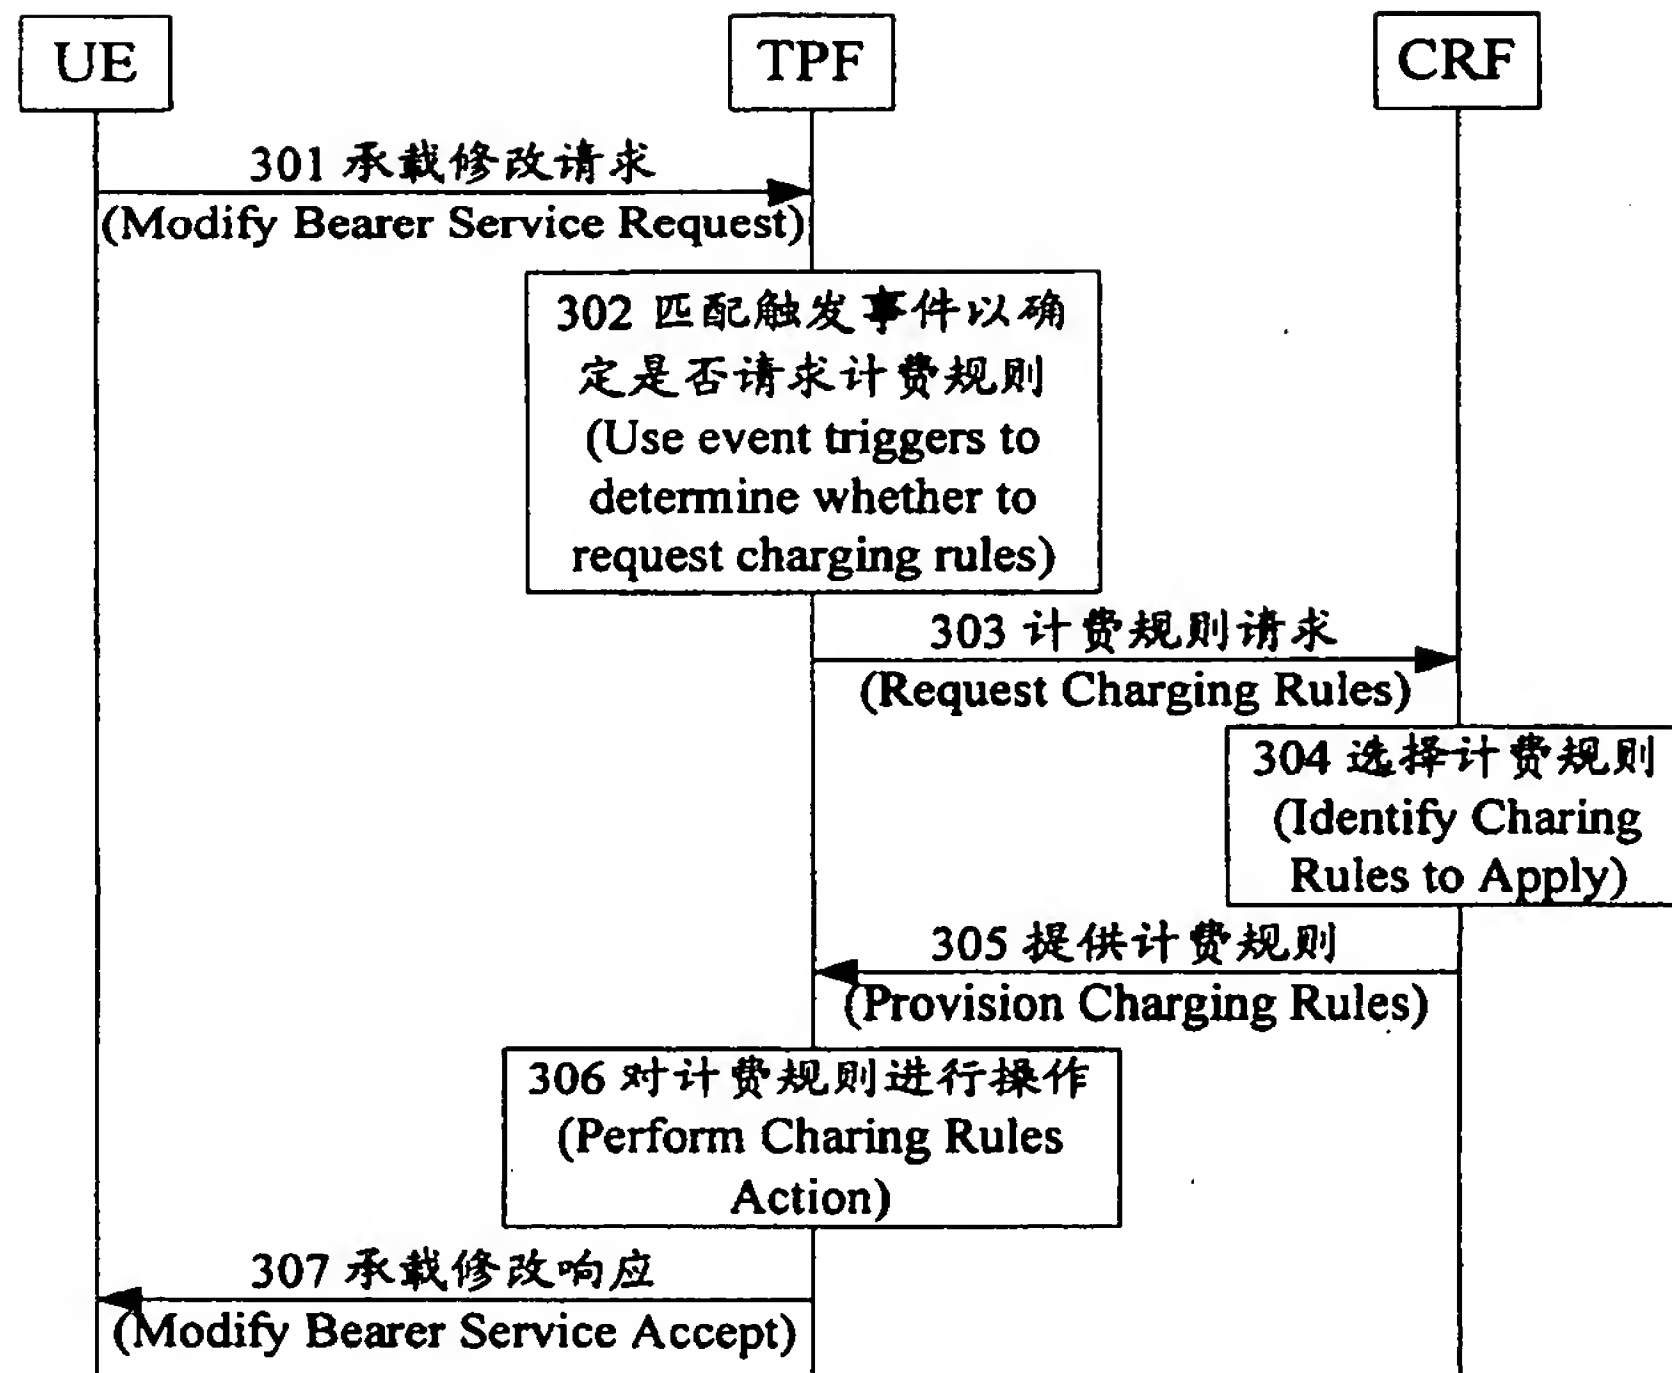 UE
TPF
CRF
301 承载修改请求
(Modify Bearer Service Request)
302 匹配触发事件以确
定是否请求计费规则
(Use event triggers to
determine whether to
request charging rules)
303 计费规则请求
(Request Charging Rules)
304 选择计费规则
(Identify Charing
Rules to Apply)
305 提供计费规则
(Provision Charging Rules)
306 对计费规则进行操作
(Perform Charing Rules
Action)
307 承载修改响应
(Modify Bearer Service Accept)